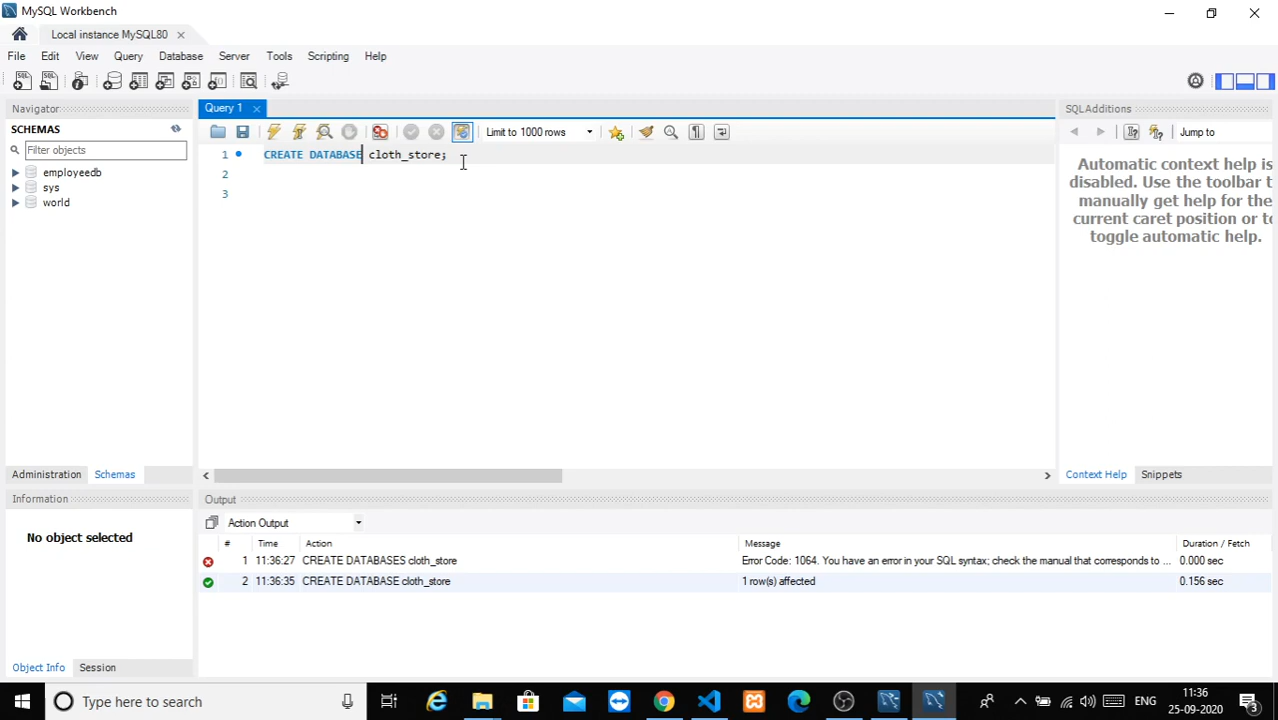 MySQL Workbench
Local instance MySQL80
File Edit View Query Database Server Tools Scripting Help
Navigator
SCHEMAS
Filter objects
employeedb
sys
world
Administration Schemas
Information
No object selected
Object Info Session
Query 1
Limit to 1000 rows
1 CREATE DATABASE cloth_store;
2
3
SQLAdditions
Jump to
Automatic context help is
disabled. Use the toolbar t
manually get help for the
current caret position or to
toggle automatic help.
Context Help Snippets
Output
Action Output
# Time Action Message Duration / Fetch
1 11:36:27 CREATE DATABASES cloth_store Error Code: 1064. You have an error in your SQL syntax; check the manual that corresponds to ... 0.000 sec
2 11:36:35 CREATE DATABASE cloth_store 1 row(s) affected 0.156 sec
Type here to search
ENG
11:36
25-09-2020
3